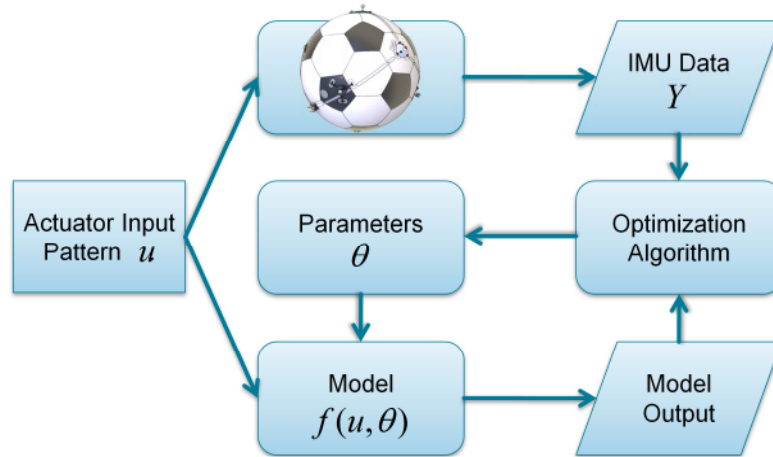 IMU Data
Y
Actuator Input
Pattern u
Parameters
θ
Optimization
Algorithm
Model
f(u,θ)
Model
Output